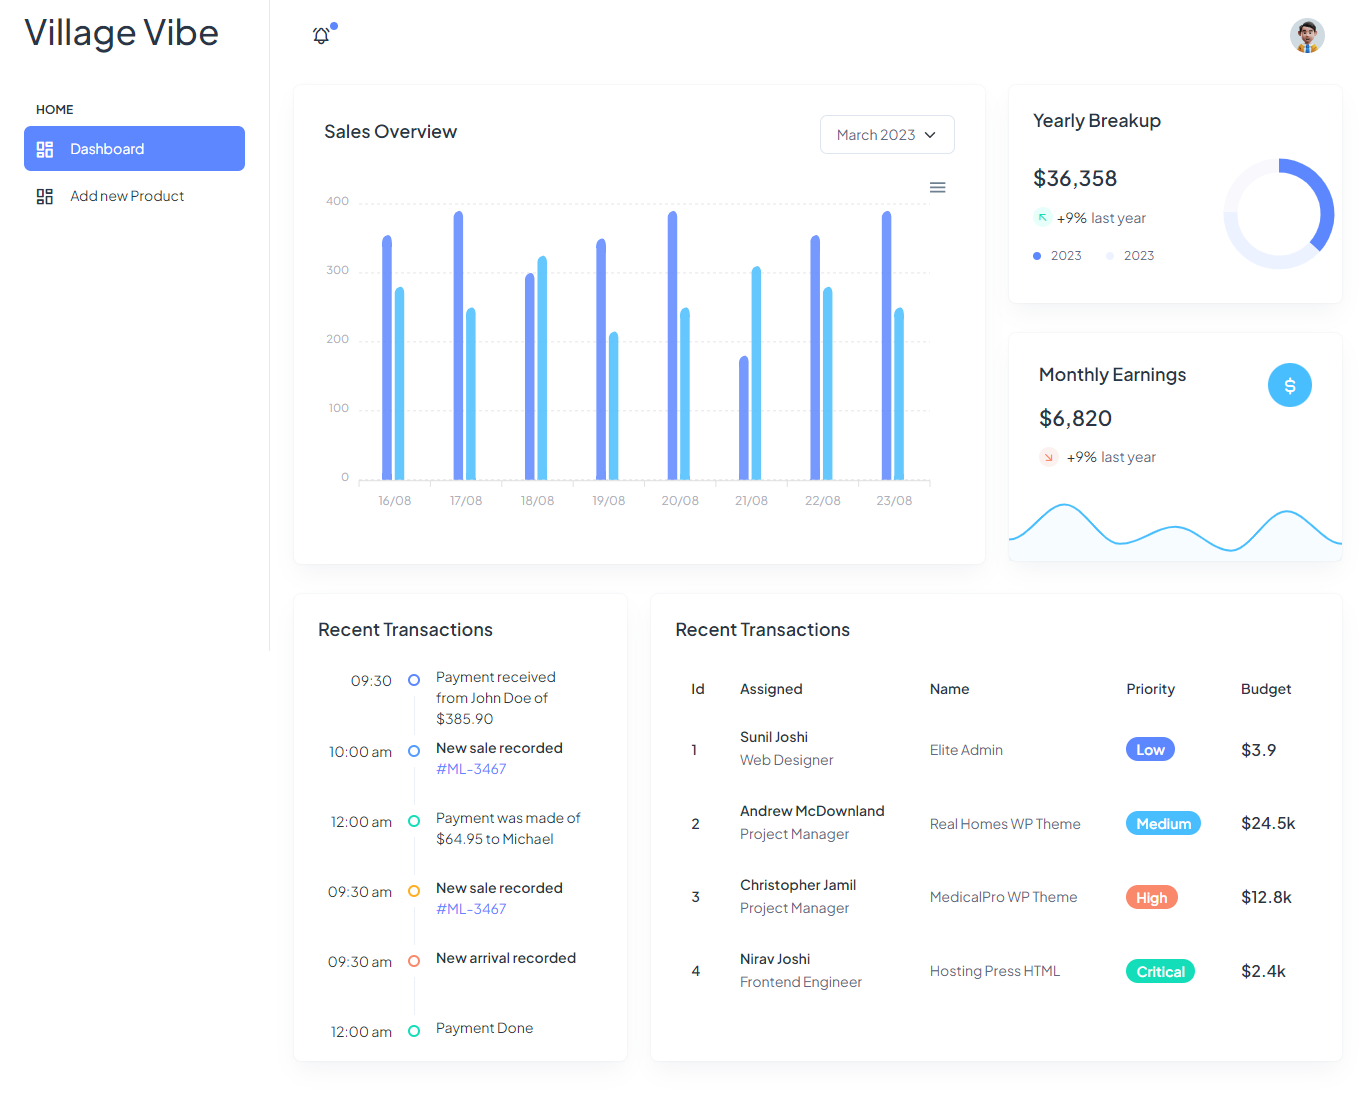 Village Vibe
HOME
Dashboard
Add new Product
Sales Overview
March 2023
400
300
200
100
0
16/08 17/08 18/08 19/08 20/08 21/08 22/08 23/08
Yearly Breakup
$36,358
+9% last year
2023 2023
Monthly Earnings
$
$6,820
+9% last year
Recent Transactions
09:30 Payment received
from John Doe of
$385.90
10:00 am New sale recorded
#ML-3467
12:00 am Payment was made of
$64.95 to Michael
09:30 am New sale recorded
#ML-3467
09:30 am New arrival recorded
12:00 am Payment Done
Recent Transactions
Id Assigned Name Priority Budget
1 Sunil Joshi Web Designer Elite Admin Low $3.9
2 Andrew McDownland Project Manager Real Homes WP Theme Medium $24.5k
3 Christopher Jamil Project Manager MedicalPro WP Theme High $12.8k
4 Nirav Joshi Frontend Engineer Hosting Press HTML Critical $2.4k